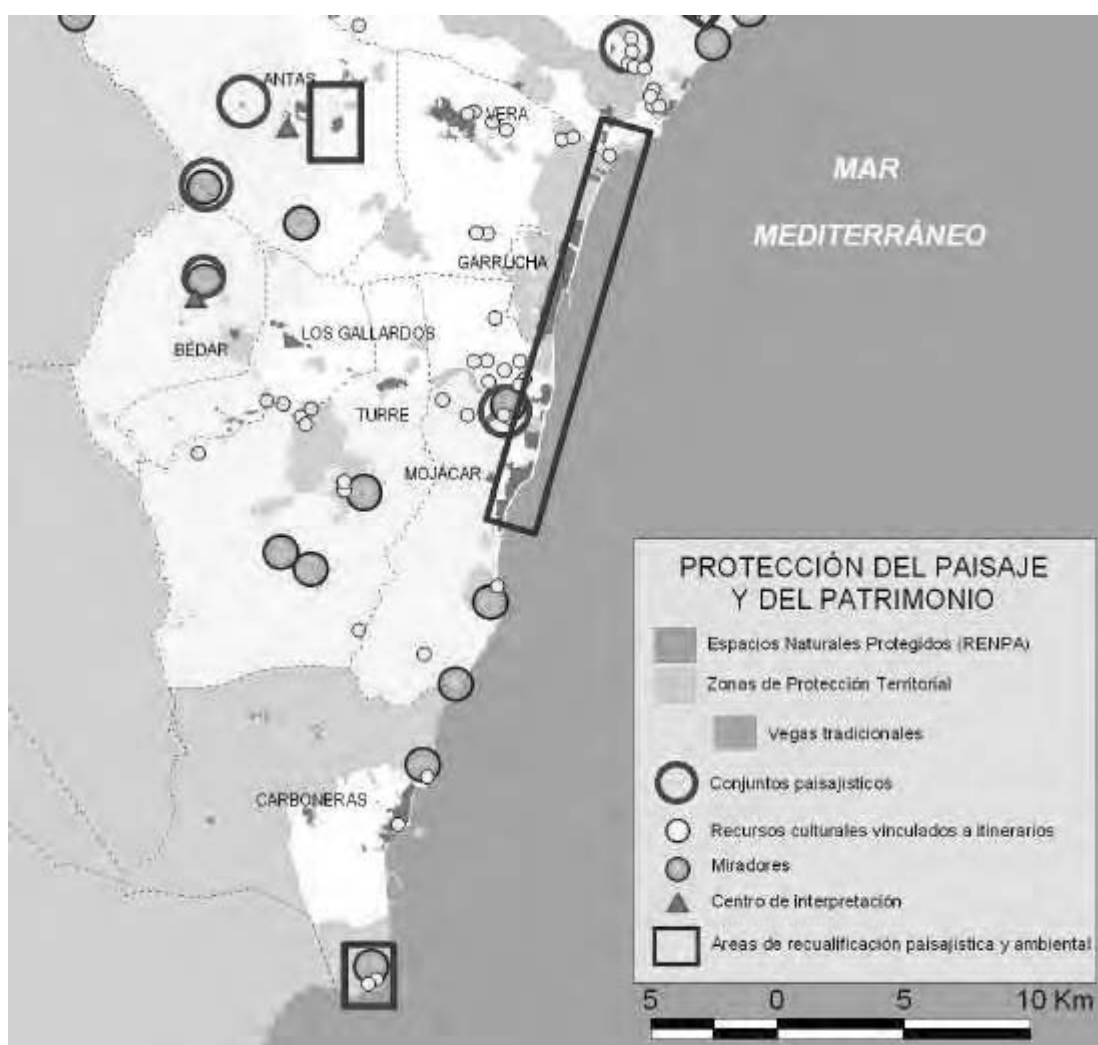 ANTAS
VERA
MAR
MEDITERRÁNEO
GARRUCHA
LOS GALLARDOS
BÉDAR
TURRE
MOJÁCAR
CARBONERAS
PROTECCIÓN DEL PAISAJE
Y DEL PATRIMONIO
Espacios Naturales Protegidos (RENPA)
Zonas de Protección Territorial
Vegas tradicionales
Conjuntos paisajísticos
Recursos culturales vinculados a itinerarios
Miradores
Centro de interpretación
Áreas de recualificación paisajística y ambiental
5 0 5 10 Km